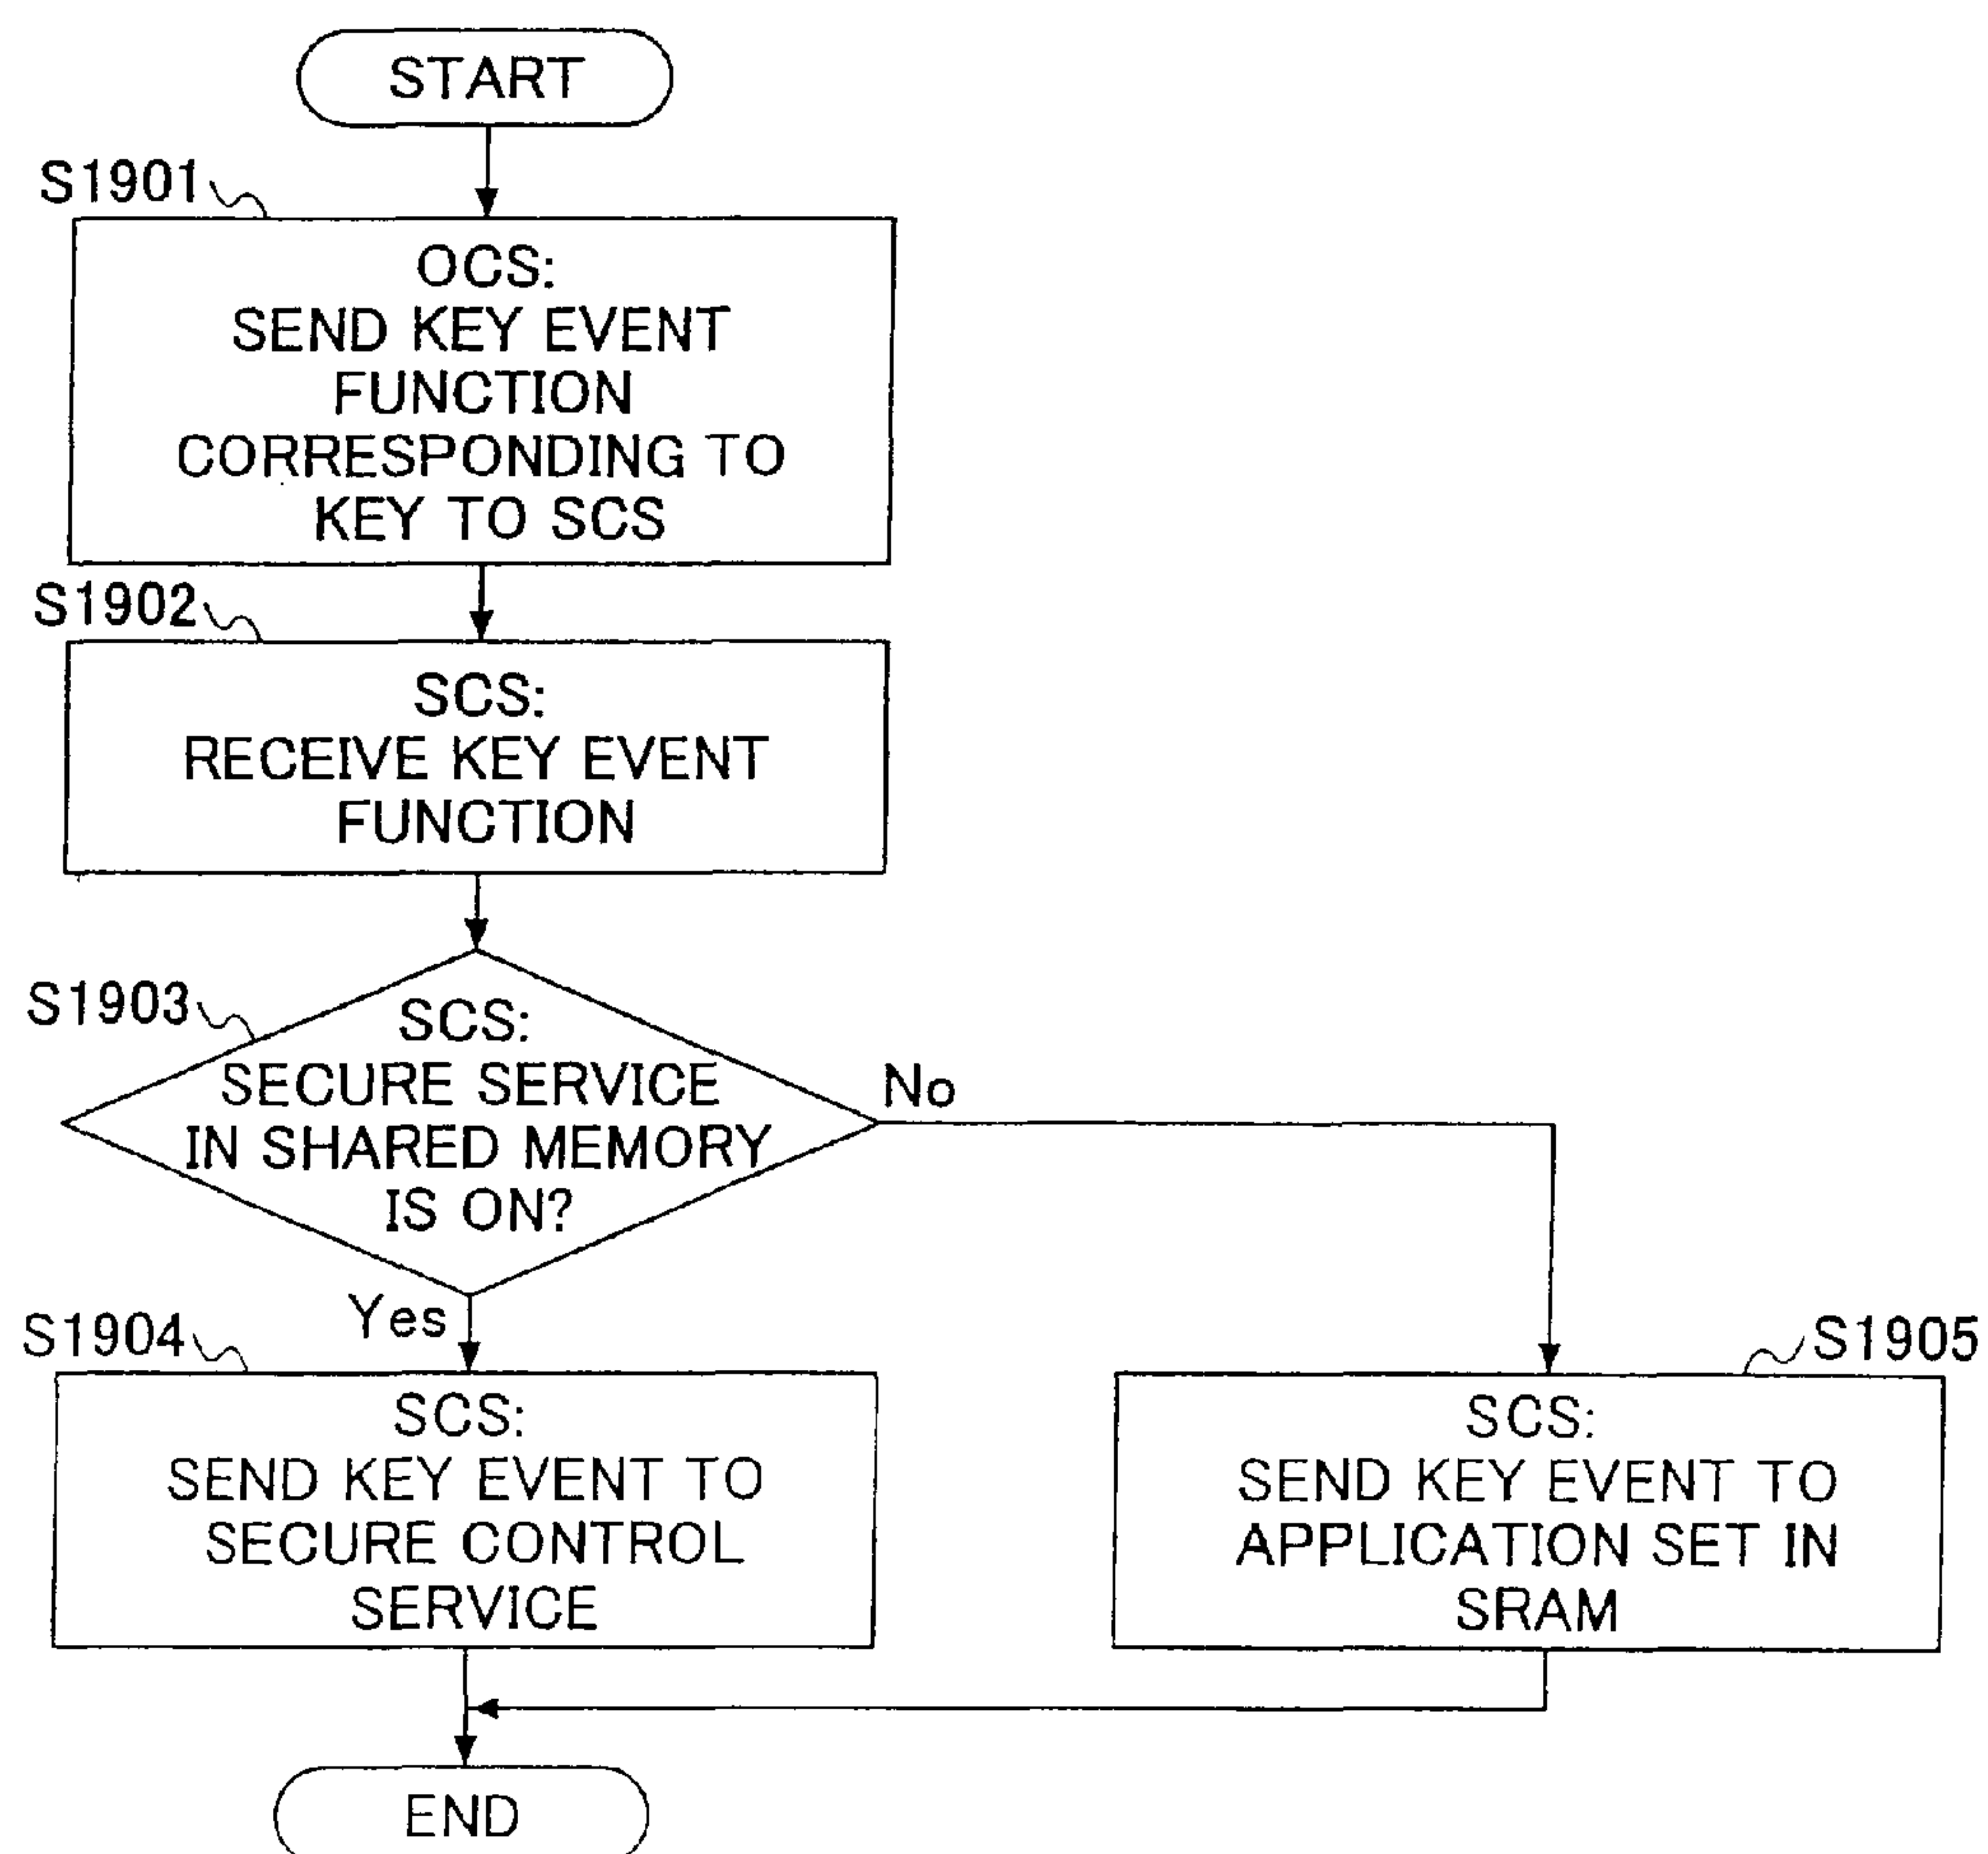 START
S1901
OCS:
SEND KEY EVENT
FUNCTION
CORRESPONDING TO
KEY TO SCS
S1902
SCS:
RECEIVE KEY EVENT
FUNCTION
S1903
SCS:
SECURE SERVICE
IN SHARED MEMORY
IS ON?
No
Yes
S1904
SCS:
SEND KEY EVENT TO
SECURE CONTROL
SERVICE
S1905
SCS:
SEND KEY EVENT TO
APPLICATION SET IN
SRAM
END